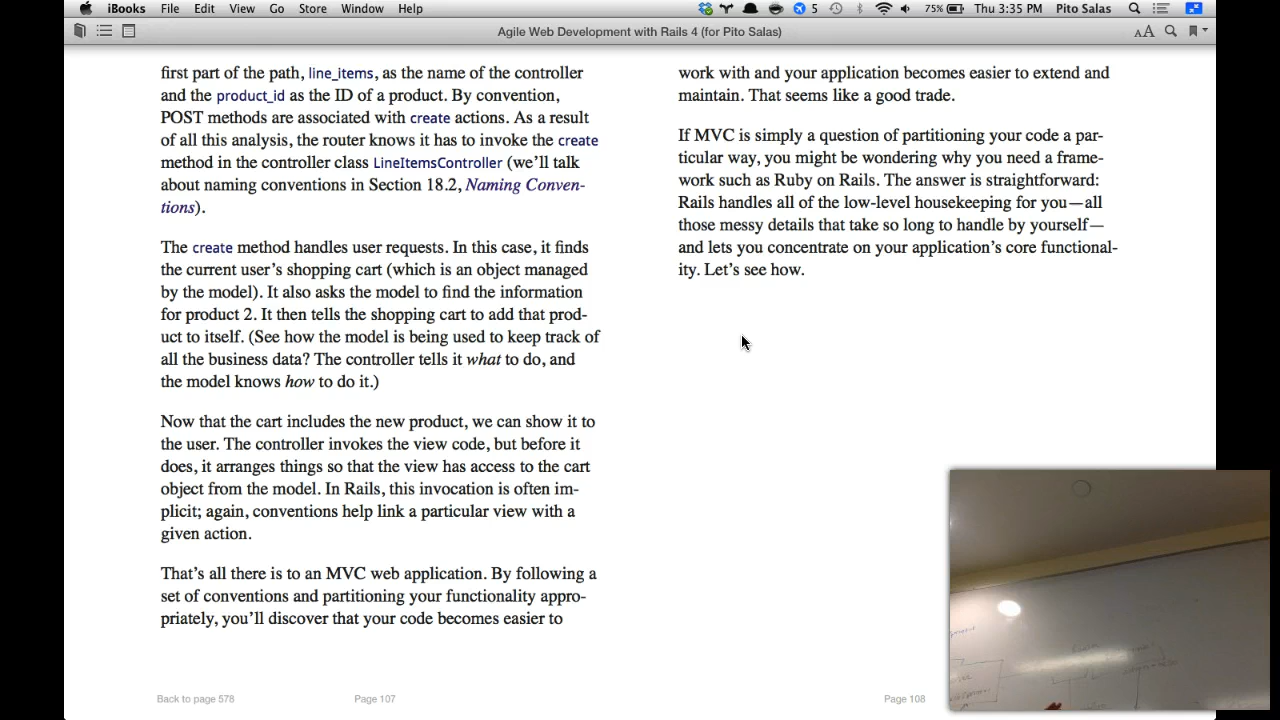 iBooks File Edit View Go Store Window Help 5 75% Thu 3:35 PM Pito Salas
Agile Web Development with Rails 4 (for Pito Salas)
AA
first part of the path, line_items, as the name of the controller
and the product_id as the ID of a product. By convention,
POST methods are associated with create actions. As a result
of all this analysis, the router knows it has to invoke the create
method in the controller class LineItemsController (we’ll talk
about naming conventions in Section 18.2, Naming Conven-
tions).
The create method handles user requests. In this case, it finds
the current user’s shopping cart (which is an object managed
by the model). It also asks the model to find the information
for product 2. It then tells the shopping cart to add that prod-
uct to itself. (See how the model is being used to keep track of
all the business data? The controller tells it what to do, and
the model knows how to do it.)
Now that the cart includes the new product, we can show it to
the user. The controller invokes the view code, but before it
does, it arranges things so that the view has access to the cart
object from the model. In Rails, this invocation is often im-
plicit; again, conventions help link a particular view with a
given action.
That’s all there is to an MVC web application. By following a
set of conventions and partitioning your functionality appro-
priately, you’ll discover that your code becomes easier to
work with and your application becomes easier to extend and
maintain. That seems like a good trade.
If MVC is simply a question of partitioning your code a par-
ticular way, you might be wondering why you need a frame-
work such as Ruby on Rails. The answer is straightforward:
Rails handles all of the low-level housekeeping for you—all
those messy details that take so long to handle by yourself—
and lets you concentrate on your application’s core functional-
ity. Let’s see how.
Back to page 578 Page 107 Page 108